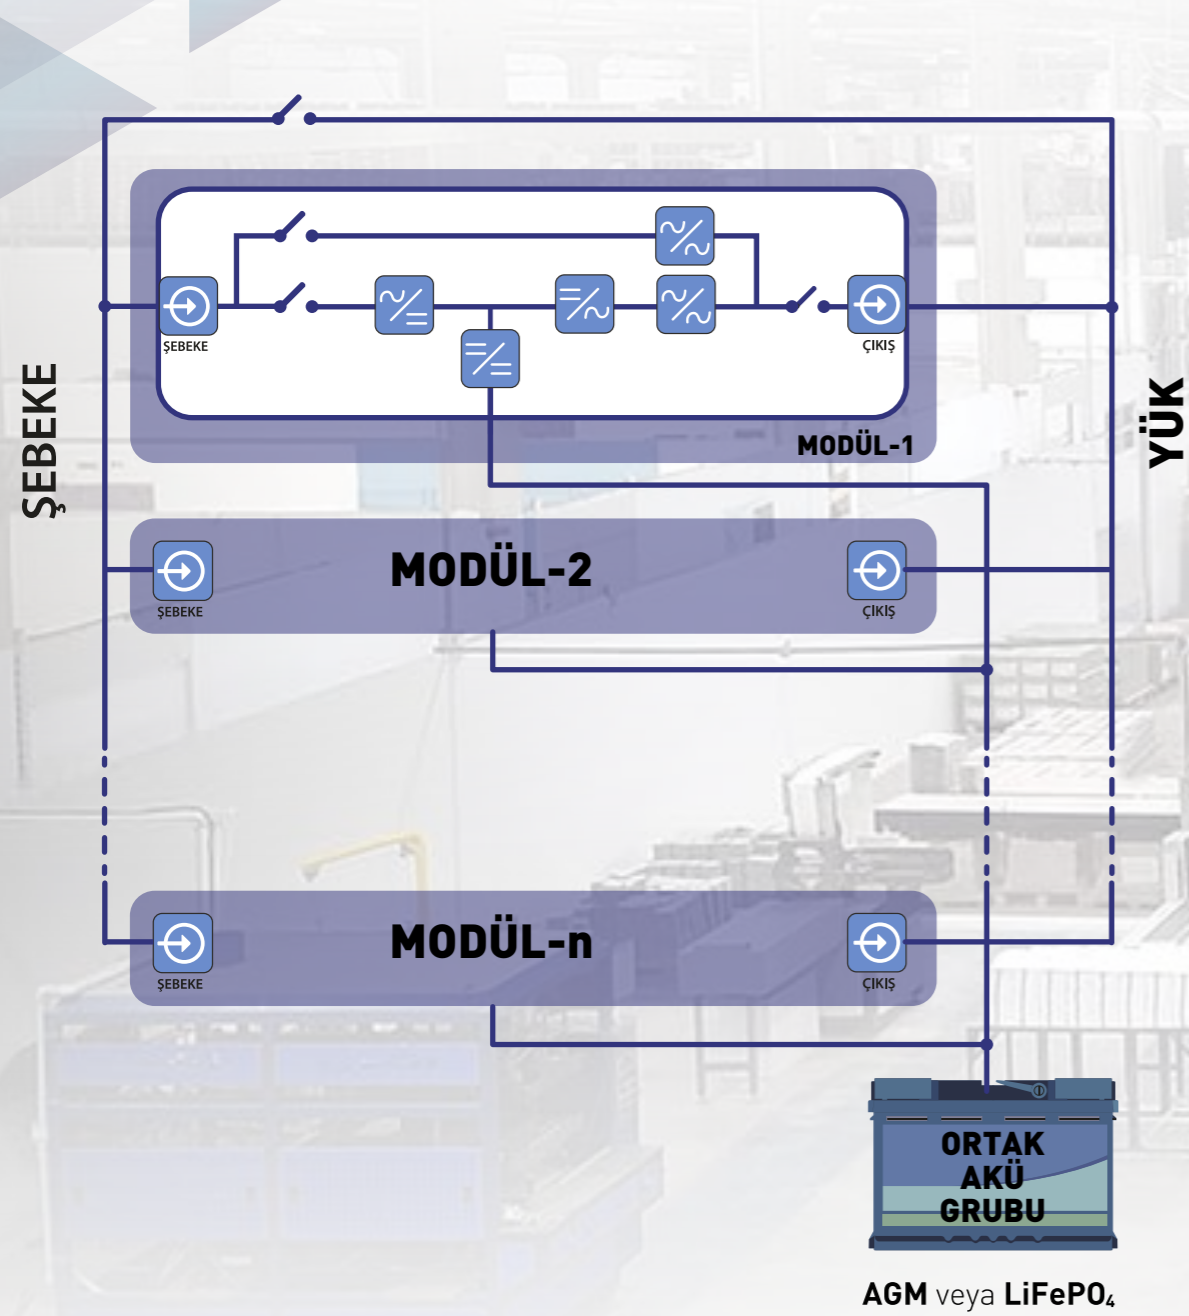 ŞEBEKE
YÜK
ŞEBEKE
ÇIKIŞ
MODÜL-1
MODÜL-2
ŞEBEKE
ÇIKIŞ
MODÜL-n
ŞEBEKE
ÇIKIŞ
ORTAK
AKÜ
GRUBU
AGM veya LiFePO₄